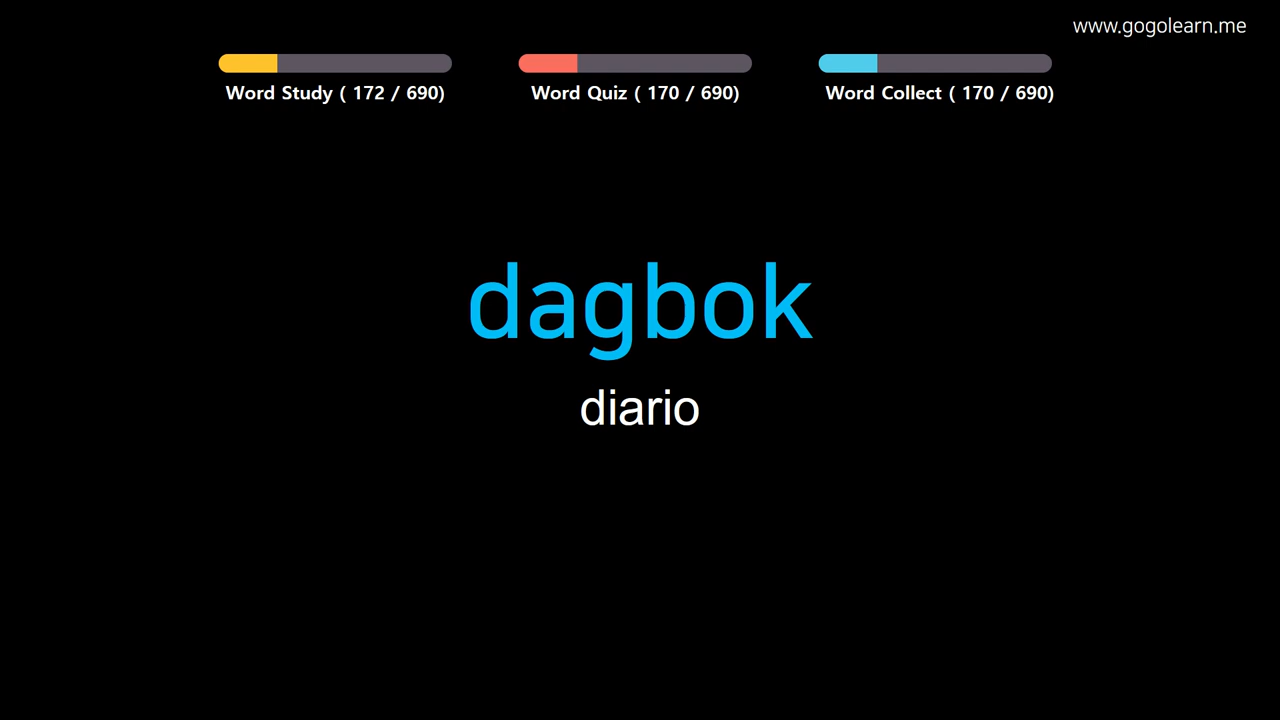 www.gogolearn.me
Word Study ( 172 / 690)
Word Quiz ( 170 / 690)
Word Collect ( 170 / 690)
dagbok
diario